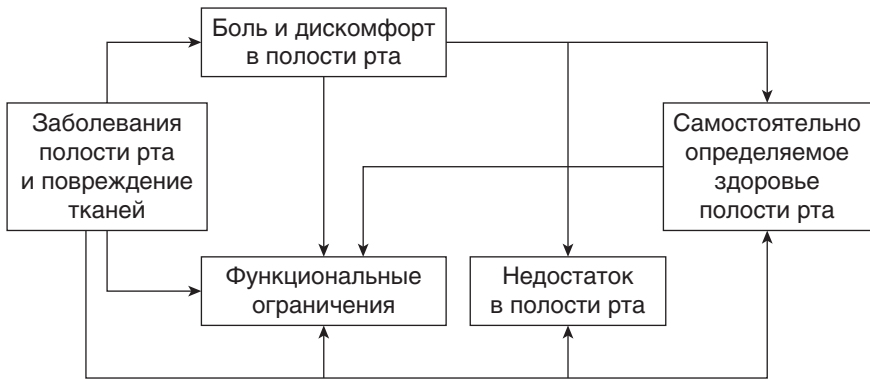 Боль и дискомфорт
в полости рта
Заболевания
полости рта
и повреждение
тканей
Самостоятельно
определяемое
здоровье
полости рта
Функциональные
ограничения
Недостаток
в полости рта